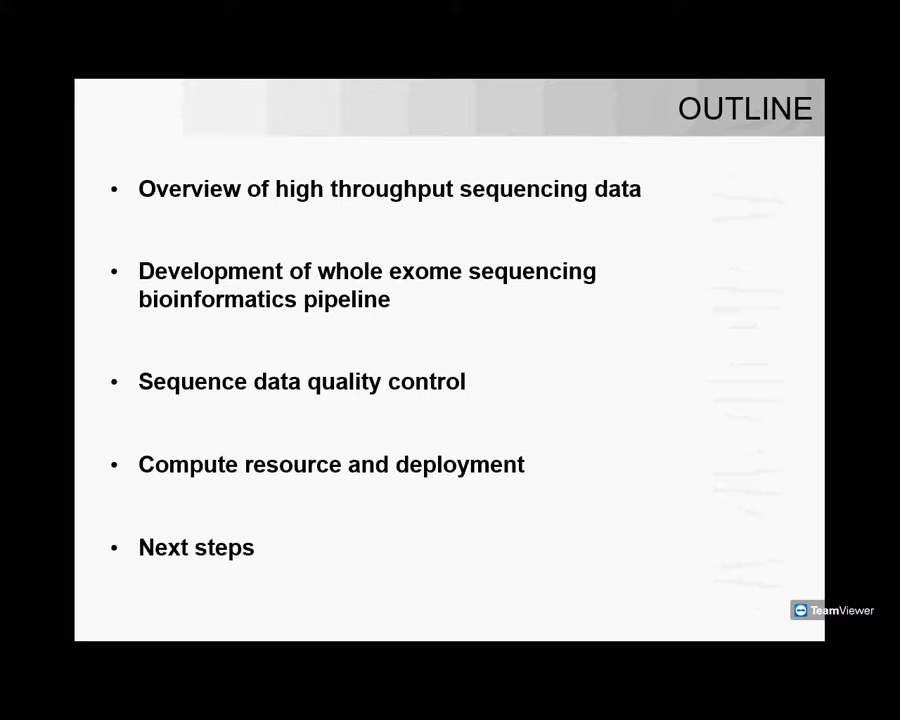 OUTLINE
• Overview of high throughput sequencing data
• Development of whole exome sequencing
bioinformatics pipeline
• Sequence data quality control
• Compute resource and deployment
• Next steps
TeamViewer